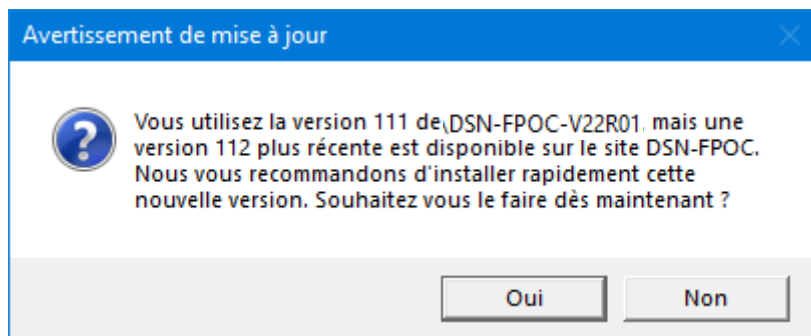 Avertissement de mise à jour
Vous utilisez la version 111 de\DSN-FPOC-V22R01. mais une
version 112 plus récente est disponible sur le site DSN-FPOC.
Nous vous recommandons d'installer rapidement cette
nouvelle version. Souhaitez vous le faire dès maintenant ?
Oui
Non